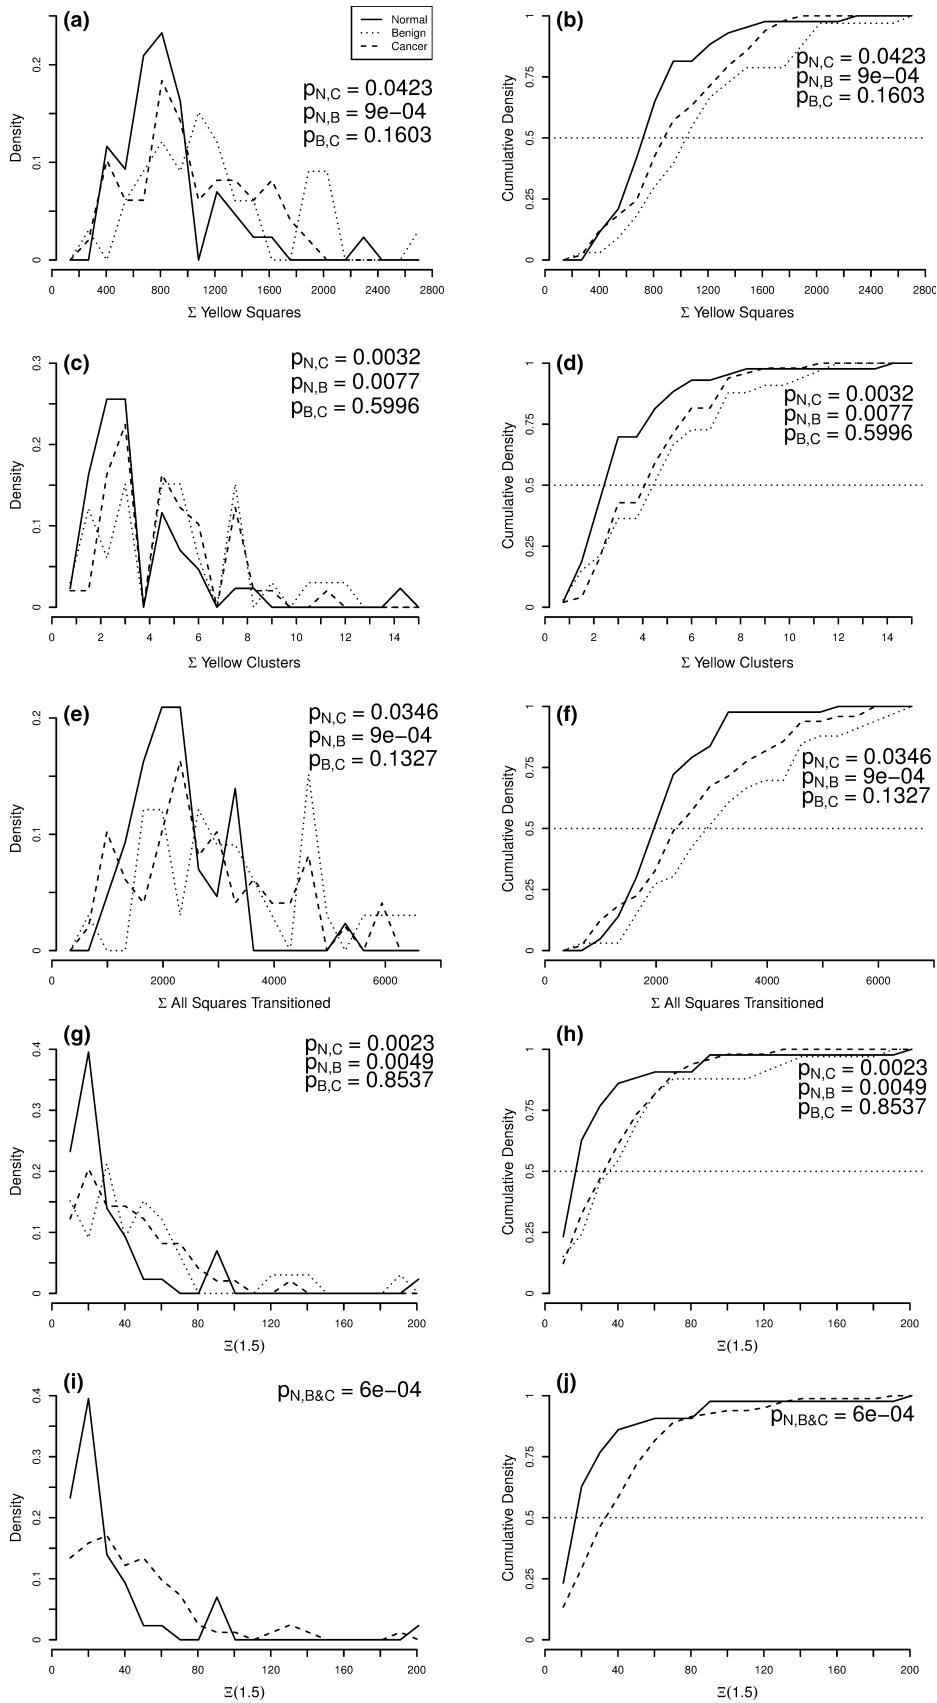 (a)
Normal
Benign
Cancer
p_N,C = 0.0423
p_N,B = 9e−04
p_B,C = 0.1603
Density
0 0.1 0.2
0 400 800 1200 1600 2000 2400 2800
Σ Yellow Squares
(b)
p_N,C = 0.0423
p_N,B = 9e−04
p_B,C = 0.1603
Cumulative Density
0 0.25 0.5 0.75 1
0 400 800 1200 1600 2000 2400 2800
Σ Yellow Squares
(c)
p_N,C = 0.0032
p_N,B = 0.0077
p_B,C = 0.5996
Density
0 0.1 0.2 0.3
0 2 4 6 8 10 12 14
Σ Yellow Clusters
(d)
p_N,C = 0.0032
p_N,B = 0.0077
p_B,C = 0.5996
Cumulative Density
0 0.25 0.5 0.75 1
0 2 4 6 8 10 12 14
Σ Yellow Clusters
(e)
p_N,C = 0.0346
p_N,B = 9e−04
p_B,C = 0.1327
Density
0 0.1 0.2
0 2000 4000 6000
Σ All Squares Transitioned
(f)
p_N,C = 0.0346
p_N,B = 9e−04
p_B,C = 0.1327
Cumulative Density
0 0.25 0.5 0.75 1
0 2000 4000 6000
Σ All Squares Transitioned
(g)
p_N,C = 0.0023
p_N,B = 0.0049
p_B,C = 0.8537
Density
0 0.1 0.2 0.3 0.4
0 40 80 120 160 200
Ξ(1.5)
(h)
p_N,C = 0.0023
p_N,B = 0.0049
p_B,C = 0.8537
Cumulative Density
0 0.25 0.5 0.75 1
0 40 80 120 160 200
Ξ(1.5)
(i)
p_N,B&C = 6e−04
Density
0 0.1 0.2 0.3 0.4
0 40 80 120 160 200
Ξ(1.5)
(j)
p_N,B&C = 6e−04
Cumulative Density
0 0.25 0.5 0.75 1
0 40 80 120 160 200
Ξ(1.5)